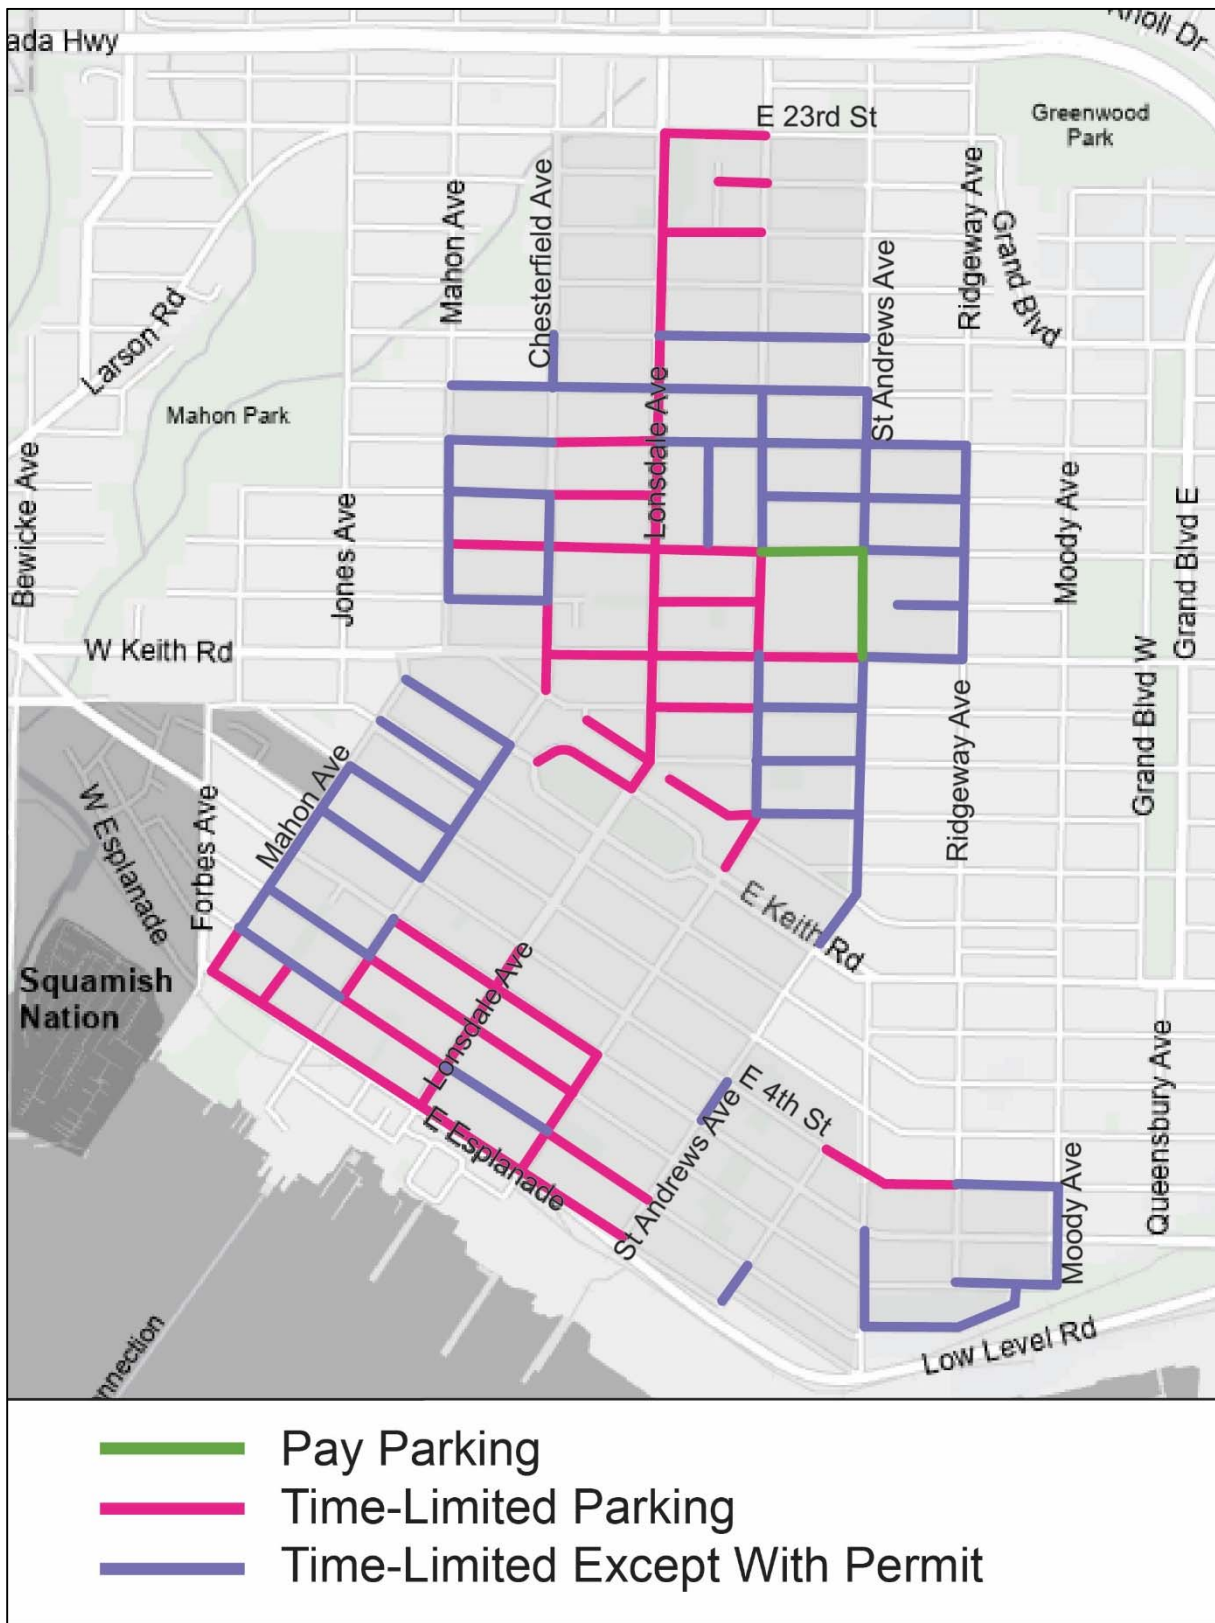 ada Hwy
Knoll Dr
E 23rd St
Greenwood
Park
Mahon Ave
Chesterfield Ave
Ridgeway Ave
Grand Blvd
St Andrews Ave
Larson Rd
Mahon Park
Lonsdale Ave
Bewicke Ave
Jones Ave
Moody Ave
Grand Blvd E
W Keith Rd
Grand Blvd W
Ridgeway Ave
Mahon Ave
W Esplanade
Forbes Ave
E Keith Rd
Squamish
Nation
Lonsdale Ave
E 4th St
E Esplanade
St Andrews Ave
Queensbury Ave
Moody Ave
Low Level Rd
nnection
Pay Parking
Time-Limited Parking
Time-Limited Except With Permit